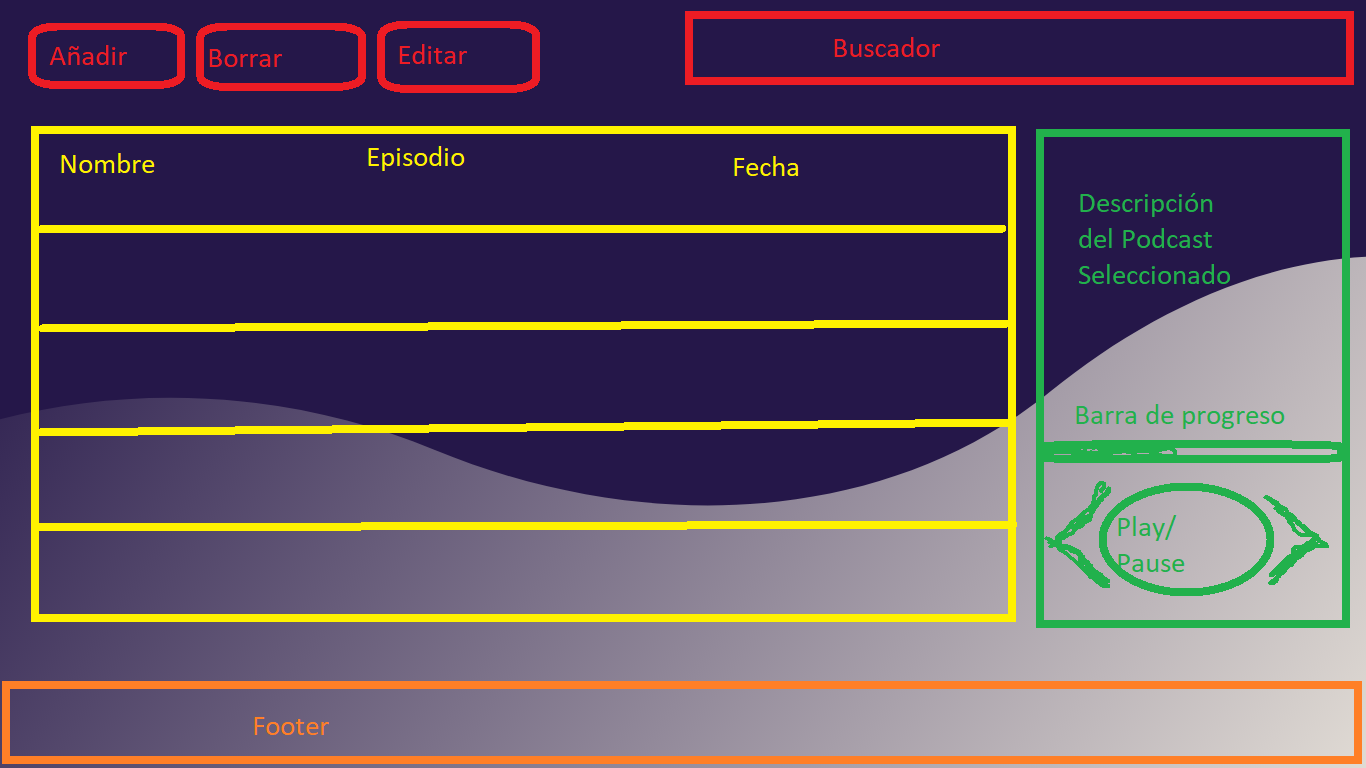 Añadir
Borrar
Editar
Buscador
Nombre
Episodio
Fecha
Descripción
del Podcast
Seleccionado
Barra de progreso
Play/
Pause
Footer